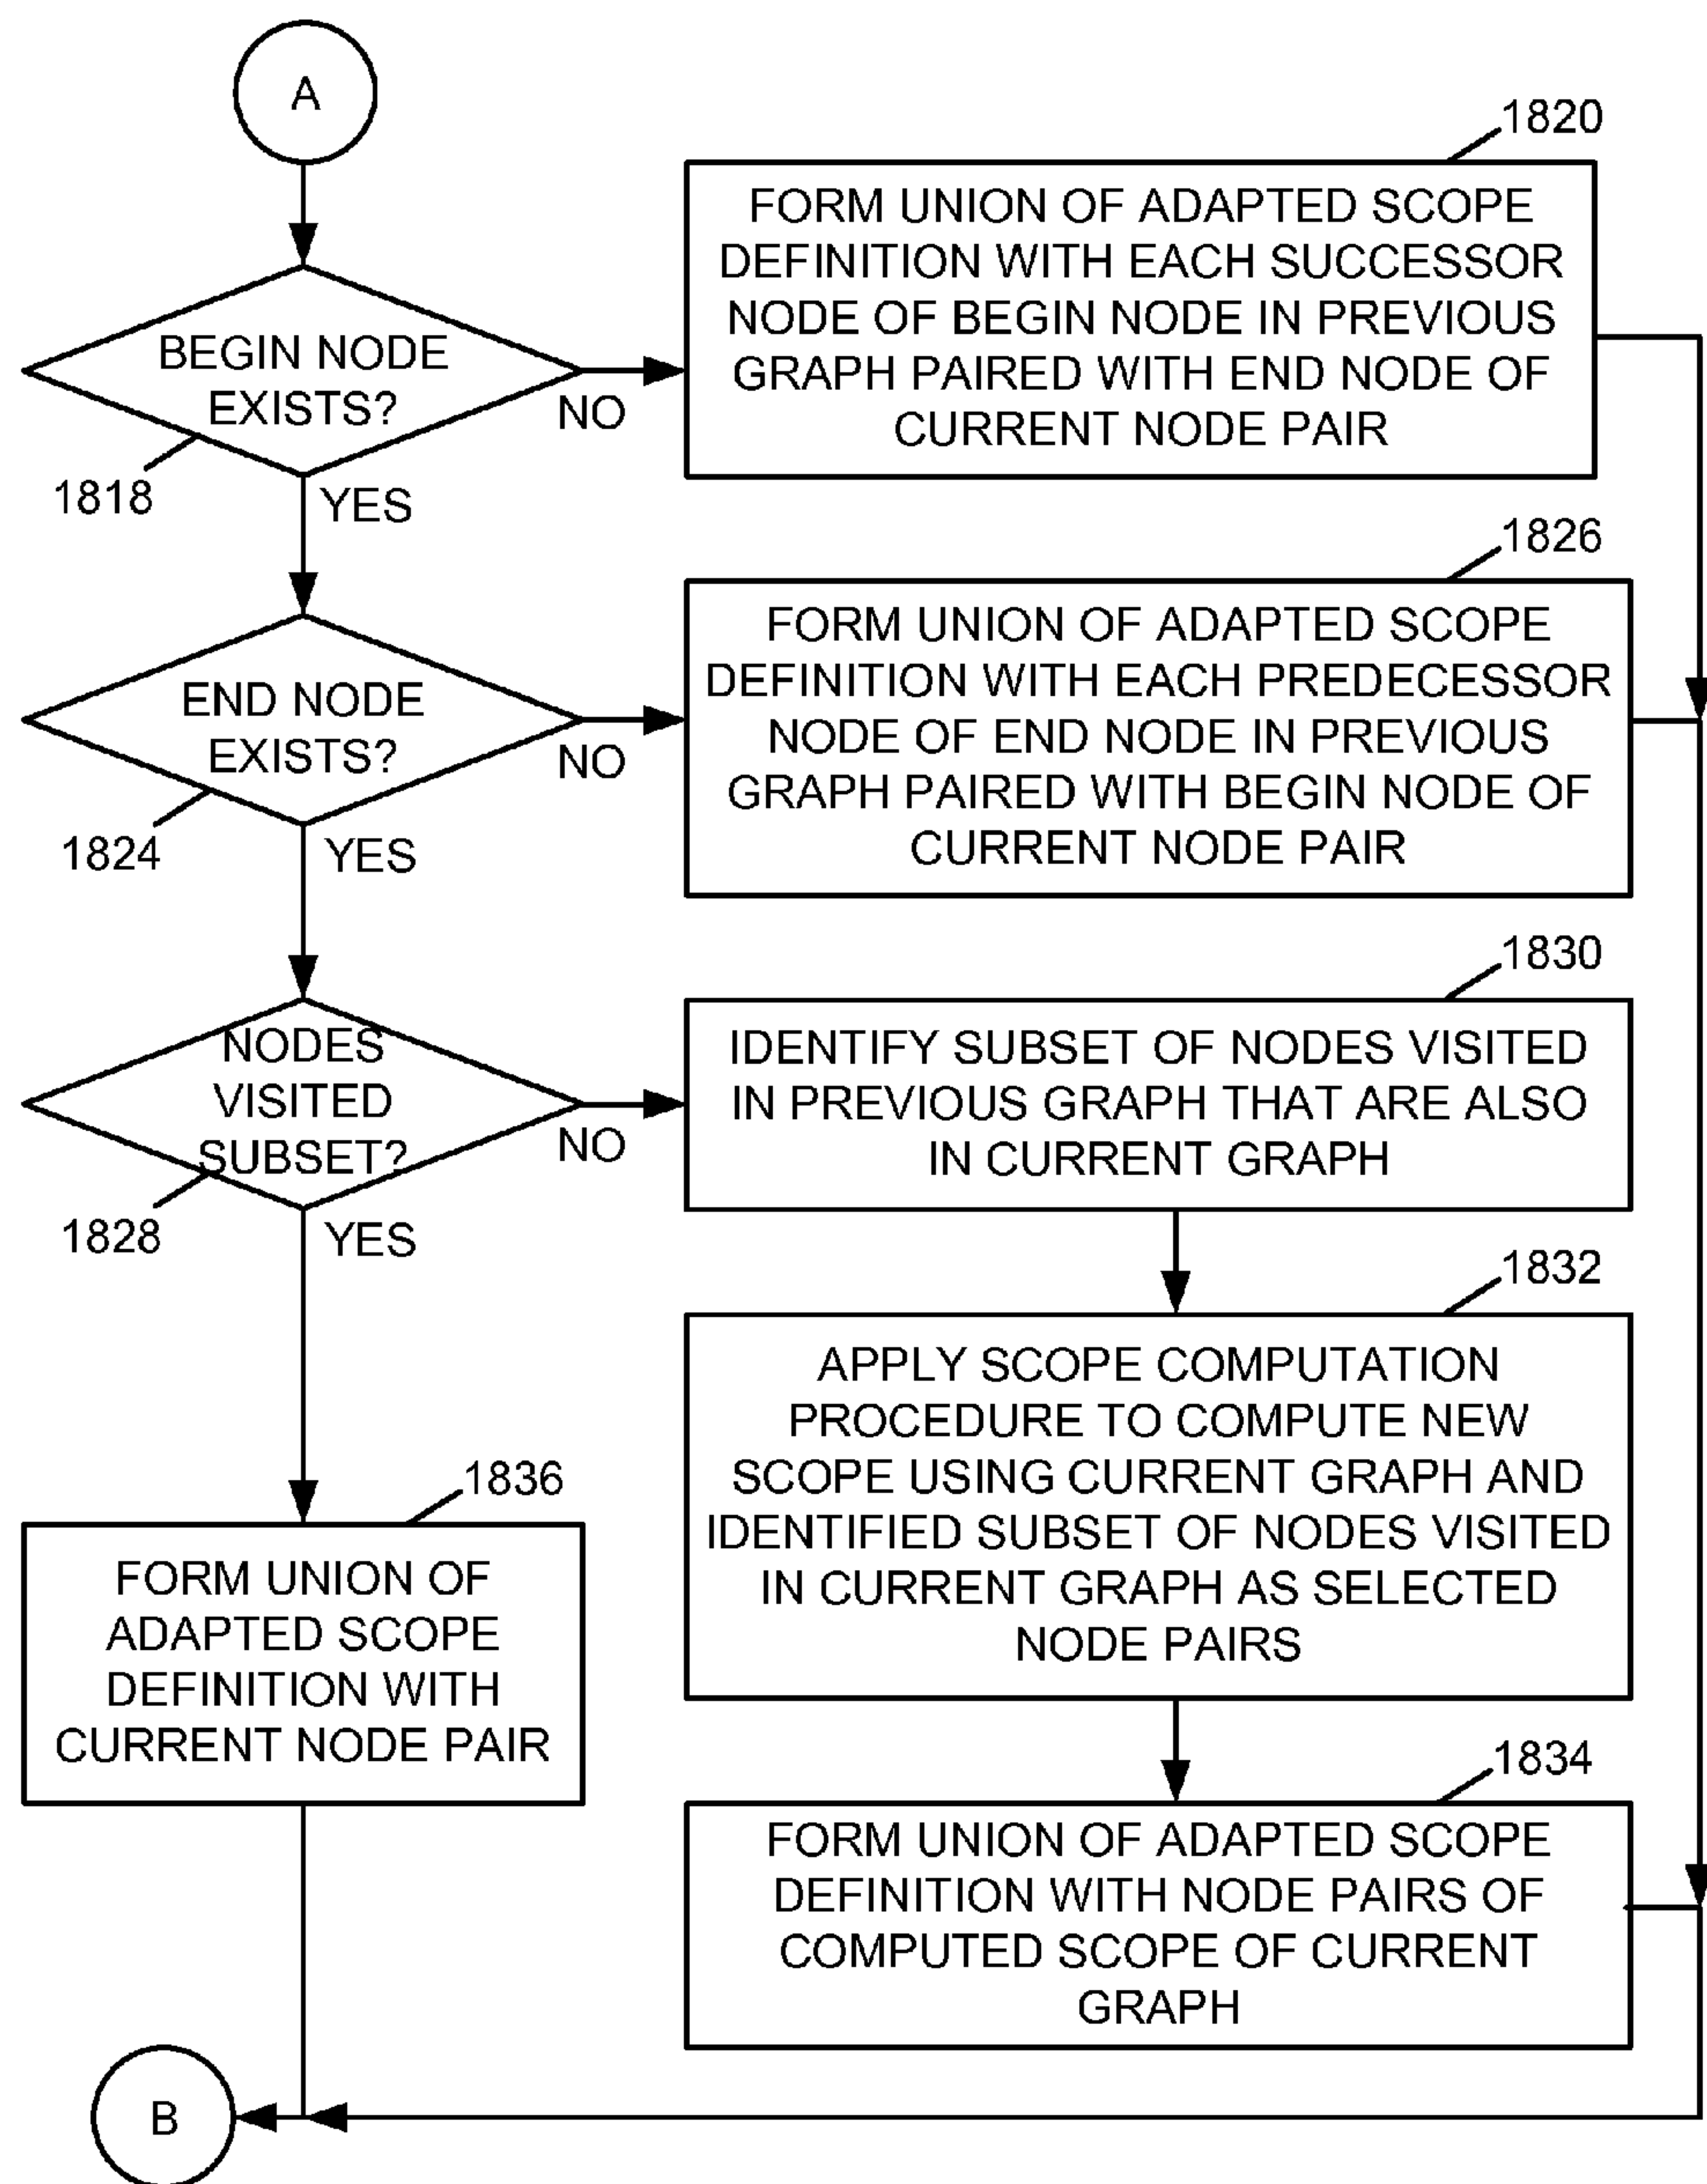 A
1820
FORM UNION OF ADAPTED SCOPE
DEFINITION WITH EACH SUCCESSOR
NODE OF BEGIN NODE IN PREVIOUS
GRAPH PAIRED WITH END NODE OF
CURRENT NODE PAIR
BEGIN NODE
EXISTS?
NO
1818
YES
1826
FORM UNION OF ADAPTED SCOPE
DEFINITION WITH EACH PREDECESSOR
NODE OF END NODE IN PREVIOUS
GRAPH PAIRED WITH BEGIN NODE OF
CURRENT NODE PAIR
END NODE
EXISTS?
NO
1824
YES
1830
IDENTIFY SUBSET OF NODES VISITED
IN PREVIOUS GRAPH THAT ARE ALSO
IN CURRENT GRAPH
NODES
VISITED
SUBSET?
NO
1828
YES
1832
APPLY SCOPE COMPUTATION
PROCEDURE TO COMPUTE NEW
SCOPE USING CURRENT GRAPH AND
IDENTIFIED SUBSET OF NODES VISITED
IN CURRENT GRAPH AS SELECTED
NODE PAIRS
1836
FORM UNION OF
ADAPTED SCOPE
DEFINITION WITH
CURRENT NODE PAIR
1834
FORM UNION OF ADAPTED SCOPE
DEFINITION WITH NODE PAIRS OF
COMPUTED SCOPE OF CURRENT
GRAPH
B